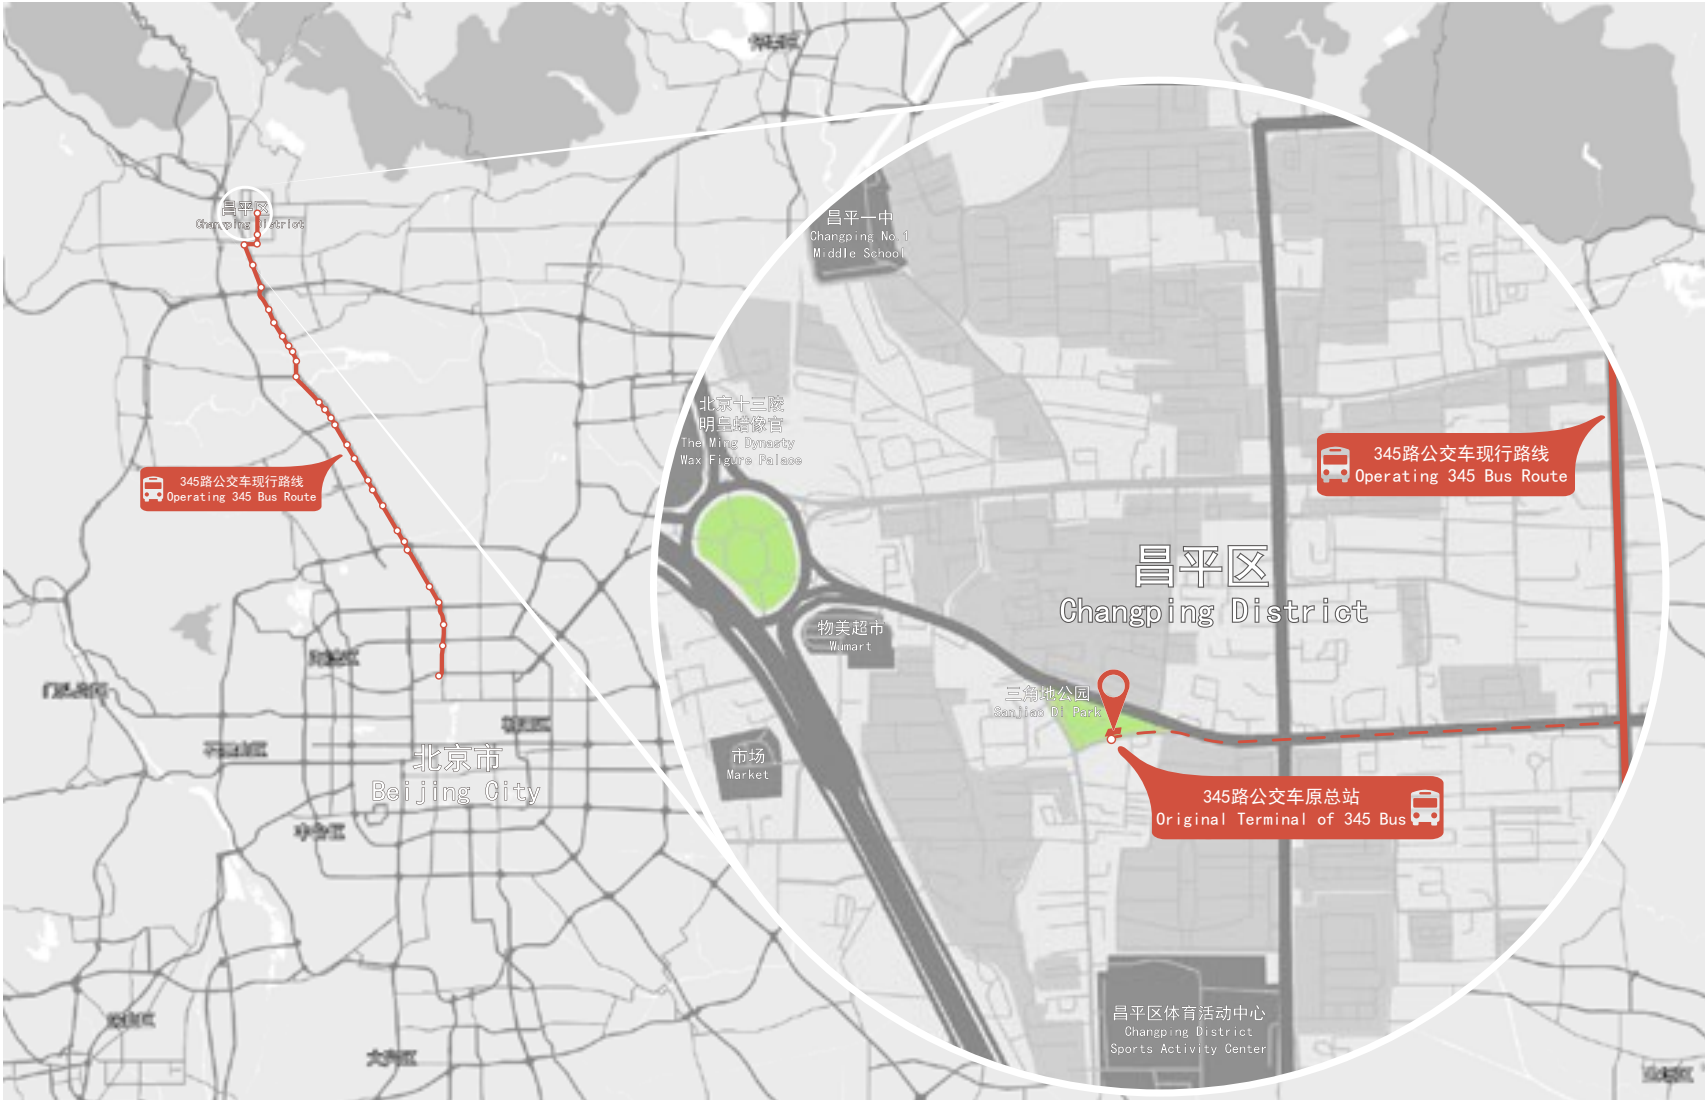 昌平区
Changping District
345路公交车现行路线
Operating 345 Bus Route
北京市
Beijing City
昌平一中
Changping No.1
Middle School
北京十三陵
明皇蜡像宫
The Ming Dynasty
Wax Figure Palace
345路公交车现行路线
Operating 345 Bus Route
昌平区
Changping District
物美超市
Wumart
三角地公园
Sanjiao Di Park
市场
Market
345路公交车原总站
Original Terminal of 345 Bus
昌平区体育活动中心
Changping District
Sports Activity Center